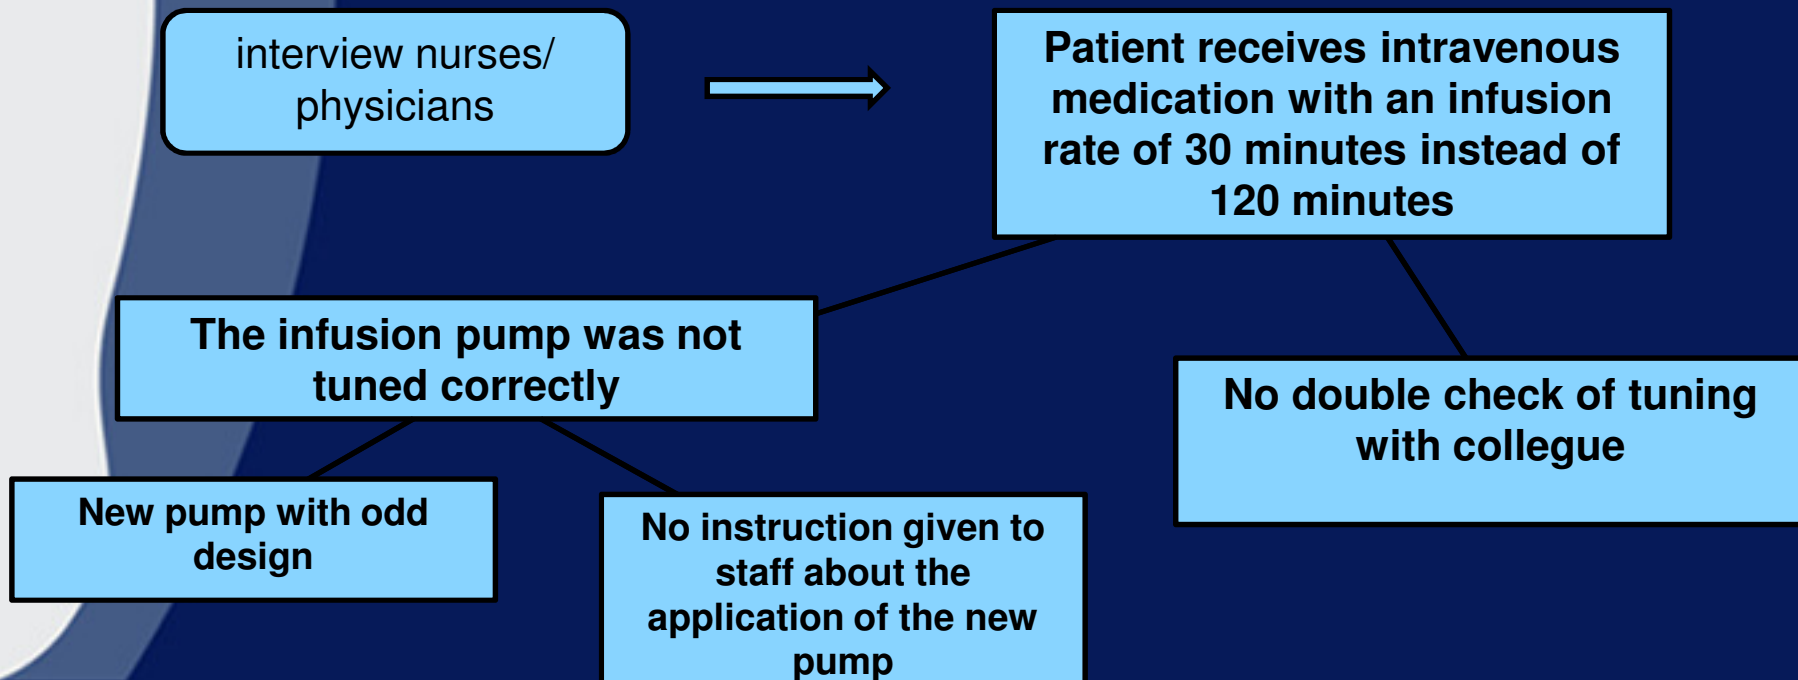 interview nurses/
physicians
Patient receives intravenous
medication with an infusion
rate of 30 minutes instead of
120 minutes
The infusion pump was not
tuned correctly
No double check of tuning
with collegue
New pump with odd
design
No instruction given to
staff about the
application of the new
pump